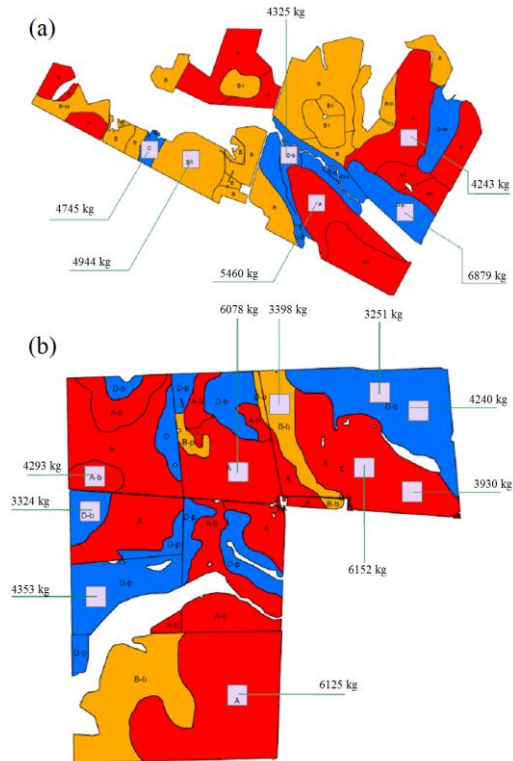 (a)
4325 kg
A
B-l
A
B
B-l
B-l
B
B-b
A
D-m
A
B
A
B-m
A
B
B
D
B-l
B
B
B
B
B
D-b
A
D-b
4745 kg
4944 kg
5460 kg
4243 kg
6879 kg
6078 kg
3398 kg
3251 kg
(b)
D-b
A-b
D-p
A-b
D-b
A-b
B-p
B-b
D-b
4240 kg
A
B-p
A
4293 kg
A-b
A
A
A
3324 kg
D-b
A
D-p
A-p
A
A
B-b
3930 kg
D-p
D-p
6152 kg
4353 kg
D-p
A-b
A-b
D-p
B-b
A
6125 kg